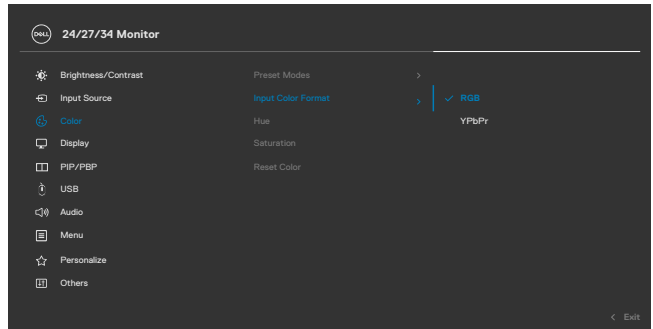 DELL 24/27/34 Monitor
Brightness/Contrast Preset Modes >
Input Source Input Color Format > ✓ RGB
Color Hue YPbPr
Display Saturation
PIP/PBP Reset Color
USB
Audio
Menu
Personalize
Others
< Exit